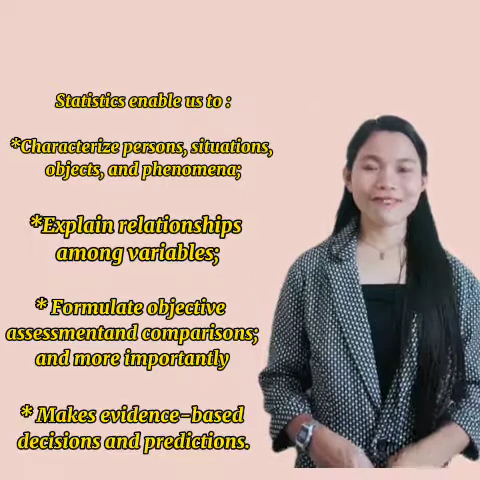 Statistics enable us to :
*Characterize persons, situations,
objects, and phenomena;
*Explain relationships
among variables;
* Formulate objective
assessmentand comparisons;
and more importantly
* Makes evidence-based
decisions and predictions.